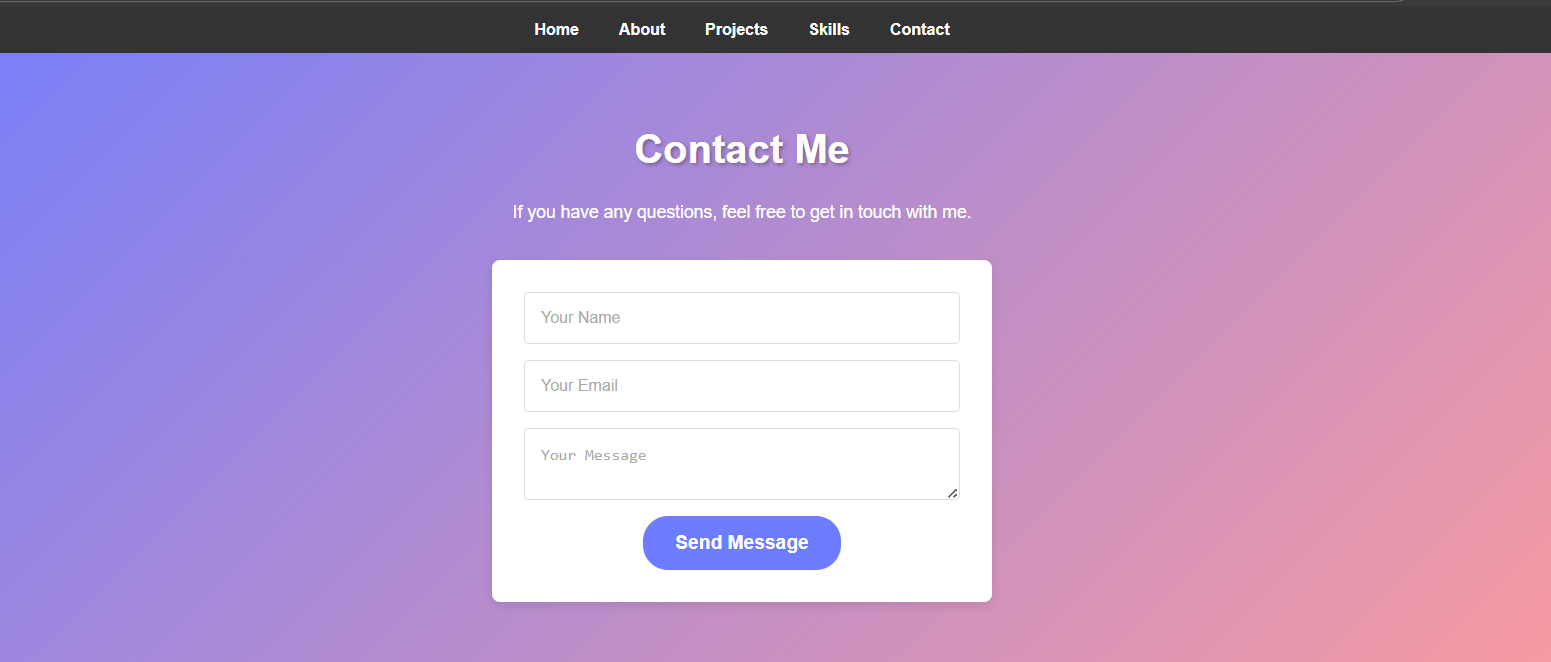 Home About Projects Skills Contact
Contact Me
If you have any questions, feel free to get in touch with me.
Your Name
Your Email
Your Message
Send Message